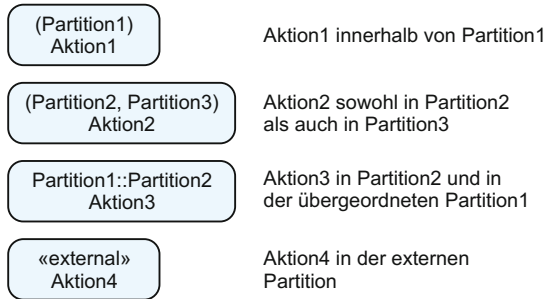 (Partition1)
Aktion1
Aktion1 innerhalb von Partition1
(Partition2, Partition3)
Aktion2
Aktion2 sowohl in Partition2
als auch in Partition3
Partition1::Partition2
Aktion3
Aktion3 in Partition2 und in
der übergeordneten Partition1
«external»
Aktion4
Aktion4 in der externen
Partition